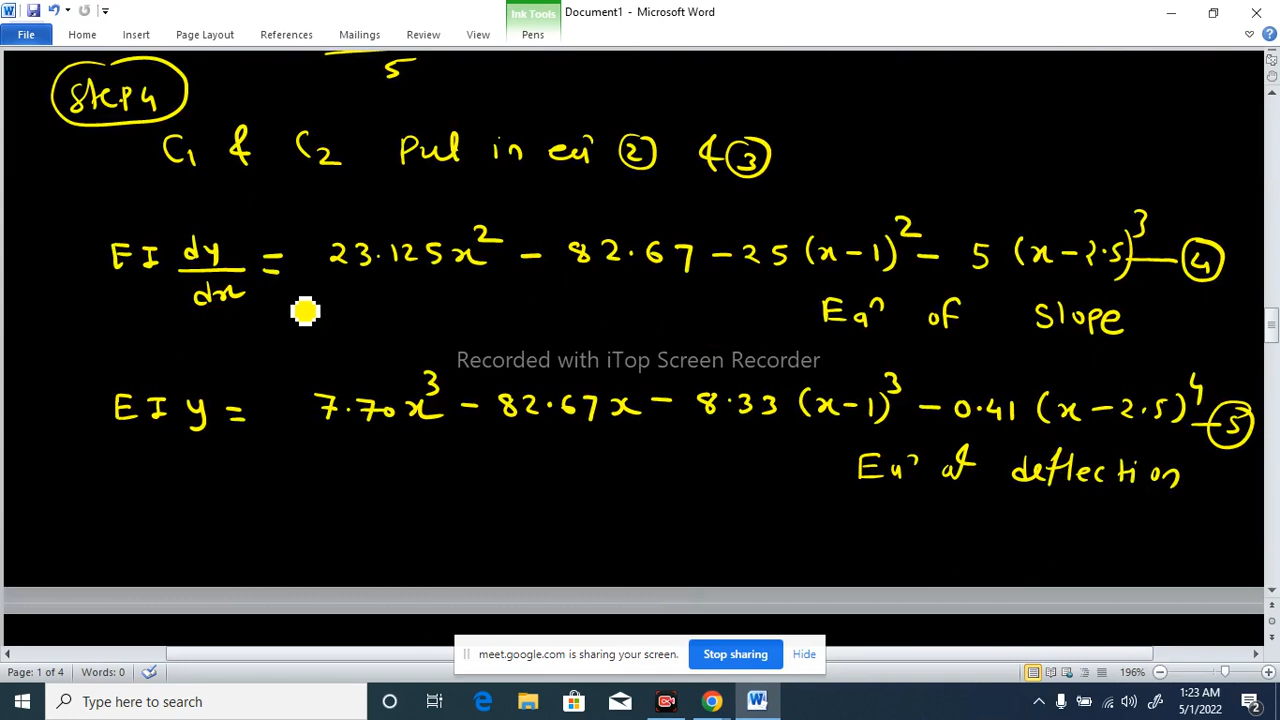 Ink Tools
Document1 - Microsoft Word
File Home Insert Page Layout References Mailings Review View Pens
5
Step 4
C1 & C2 Put in eqn ② & ③
EI dy/dx = 23.125x² - 82.67 - 25 (x-1)² - 5 (x-2.5)³ — ④
Eqn of slope
Recorded with iTop Screen Recorder
EI y = 7.70x³ - 82.67x - 8.33 (x-1)³ - 0.41 (x-2.5)⁴ — ⑤
Eqn of deflection
meet.google.com is sharing your screen. Stop sharing Hide
Page: 1 of 4 Words: 0 196%
Type here to search
1:23 AM
5/1/2022
2